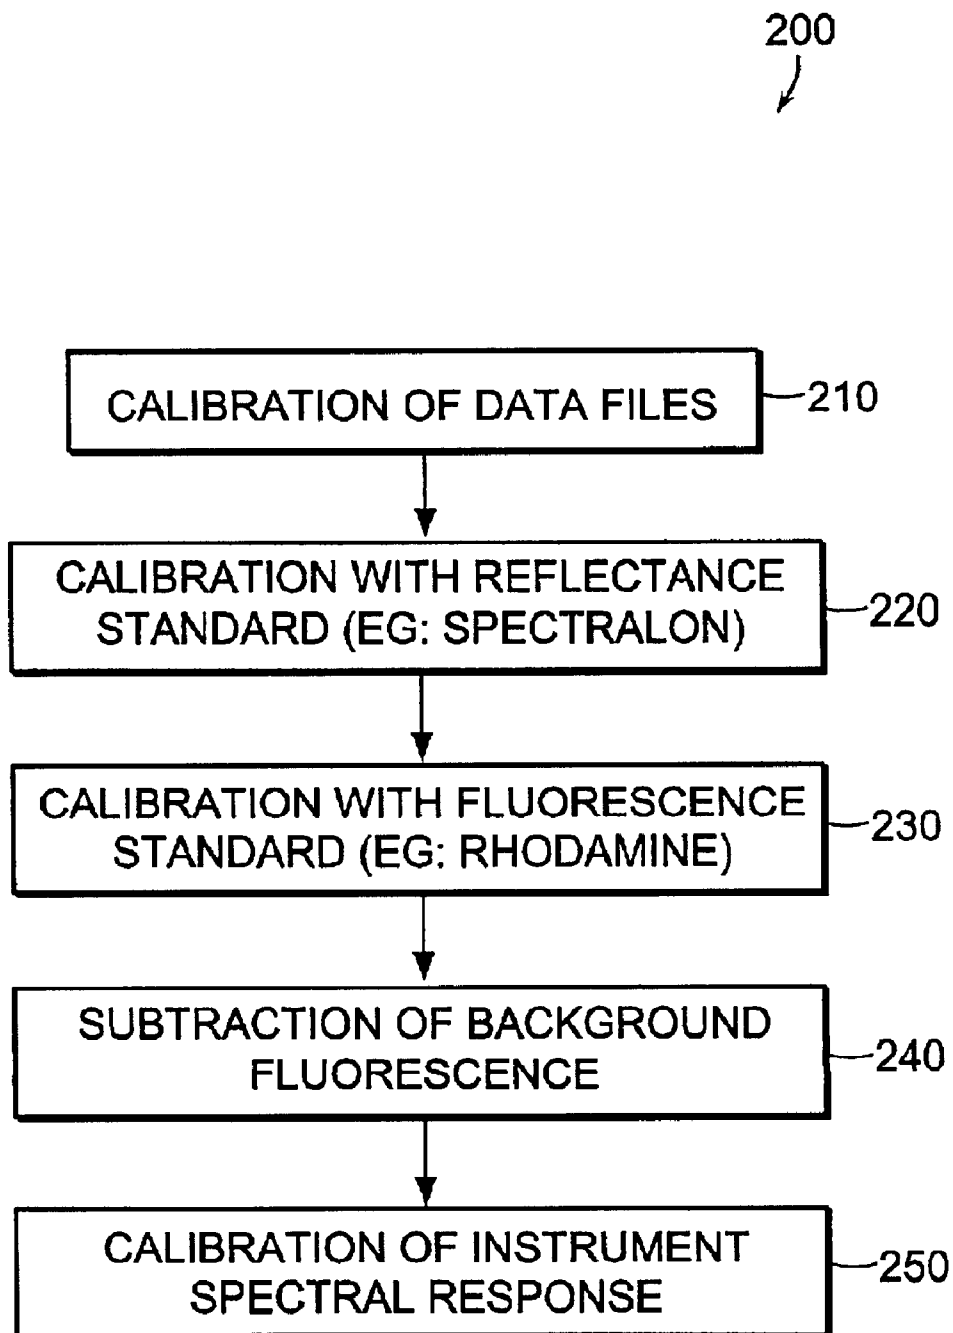 200
CALIBRATION OF DATA FILES
210
CALIBRATION WITH REFLECTANCE
STANDARD (EG: SPECTRALON)
220
CALIBRATION WITH FLUORESCENCE
STANDARD (EG: RHODAMINE)
230
SUBTRACTION OF BACKGROUND
FLUORESCENCE
240
CALIBRATION OF INSTRUMENT
SPECTRAL RESPONSE
250